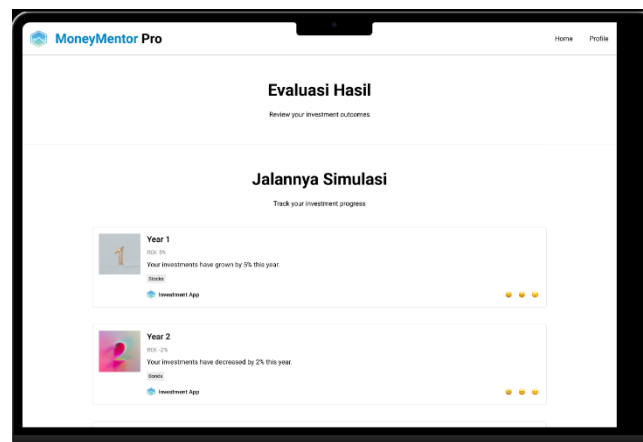 MoneyMentor Pro
Home
Profile
Evaluasi Hasil
Review your investment outcomes
Jalannya Simulasi
Track your investment progress
1
Year 1
ROI: 5%
Your investments have grown by 5% this year.
Stocks
Investment App
2
Year 2
ROI: -2%
Your investments have decreased by 2% this year.
Bonds
Investment App